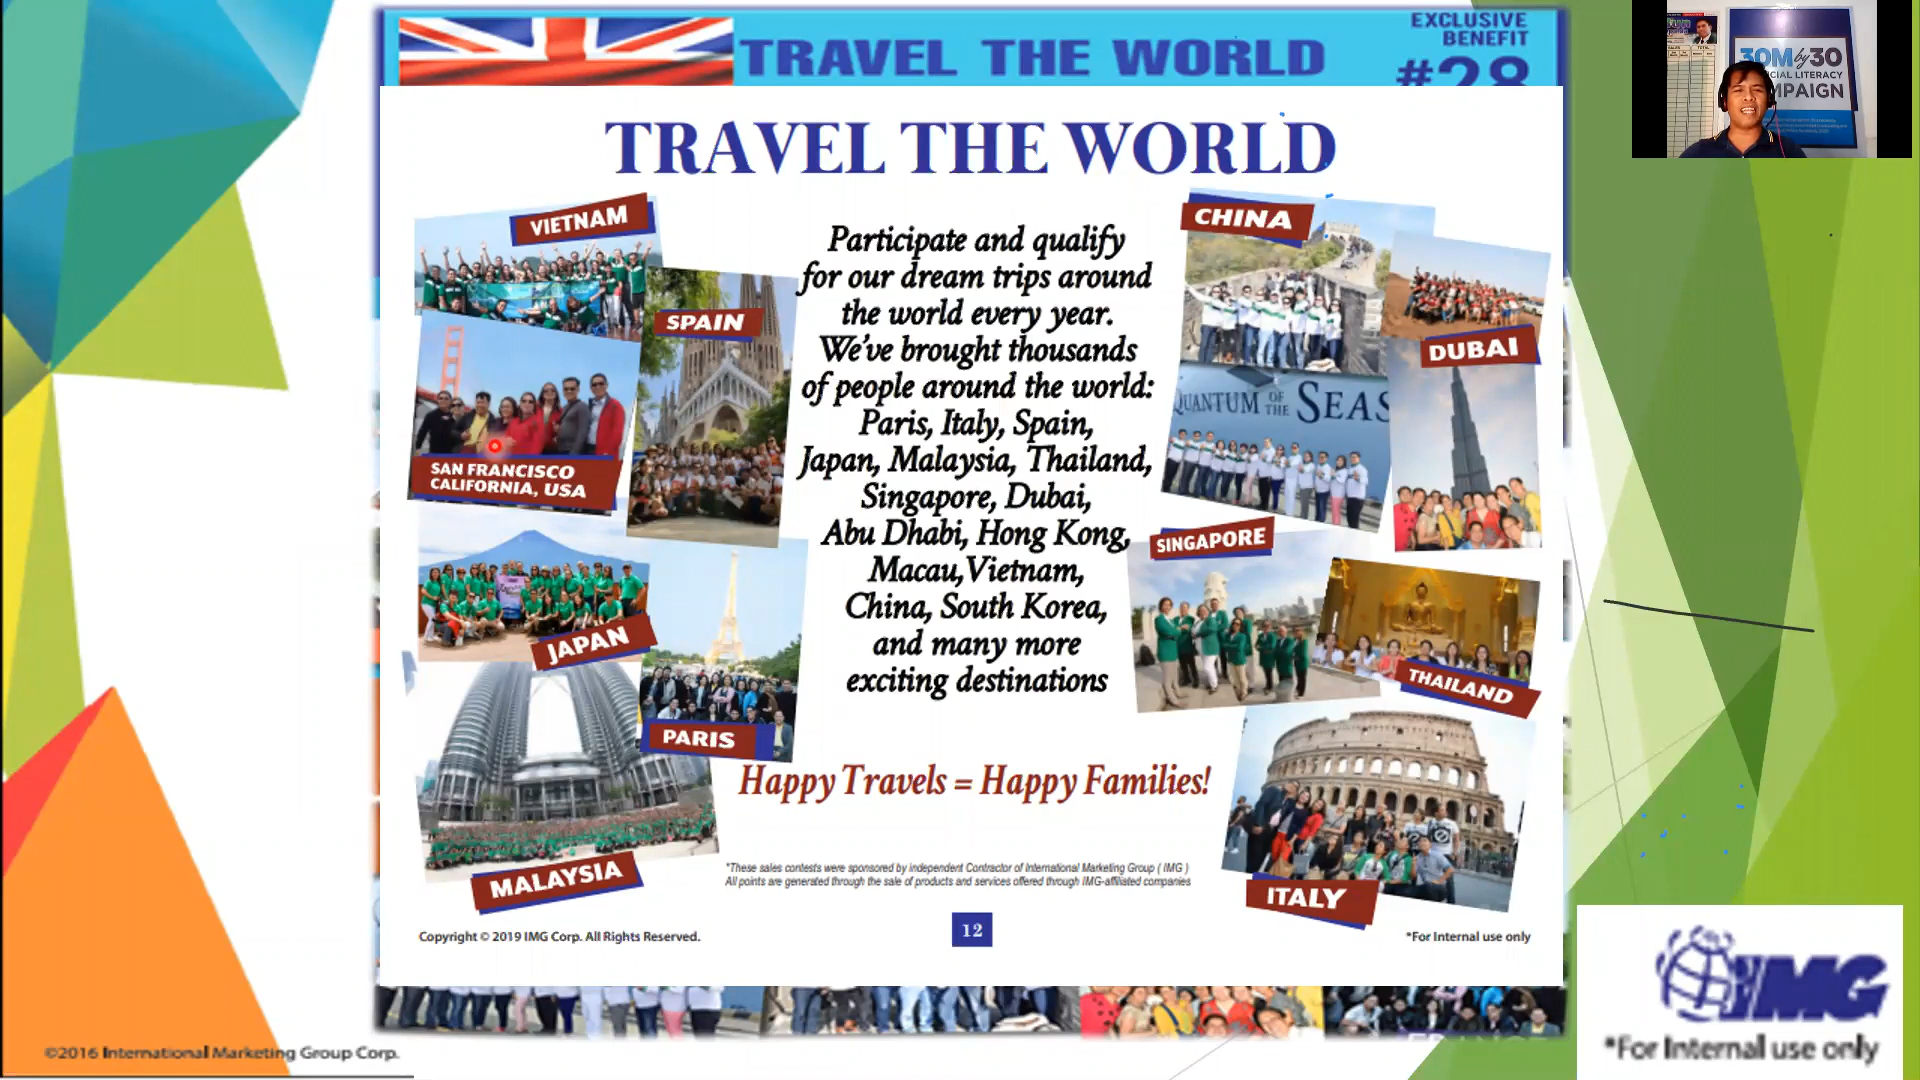 TRAVEL THE WORLD
EXCLUSIVE
BENEFIT
#28
30M by 30
CIAL LITERACY
MPAIGN
TRAVEL THE WORLD
VIETNAM
SPAIN
SAN FRANCISCO
CALIFORNIA, USA
JAPAN
PARIS
MALAYSIA
Participate and qualify
for our dream trips around
the world every year.
We've brought thousands
of people around the world:
Paris, Italy, Spain,
Japan, Malaysia, Thailand,
Singapore, Dubai,
Abu Dhabi, Hong Kong,
Macau,Vietnam,
China, South Korea,
and many more
exciting destinations
CHINA
DUBAI
QUANTUM OF THE SEAS
SINGAPORE
THAILAND
ITALY
Happy Travels = Happy Families!
*These sales contests were sponsored by independent Contractor of International Marketing Group ( IMG )
All points are generated through the sale of products and services offered through IMG-affiliated companies
Copyright © 2019 IMG Corp. All Rights Reserved.
12
*For Internal use only
IMG
*For Internal use only
©2016 International Marketing Group Corp.